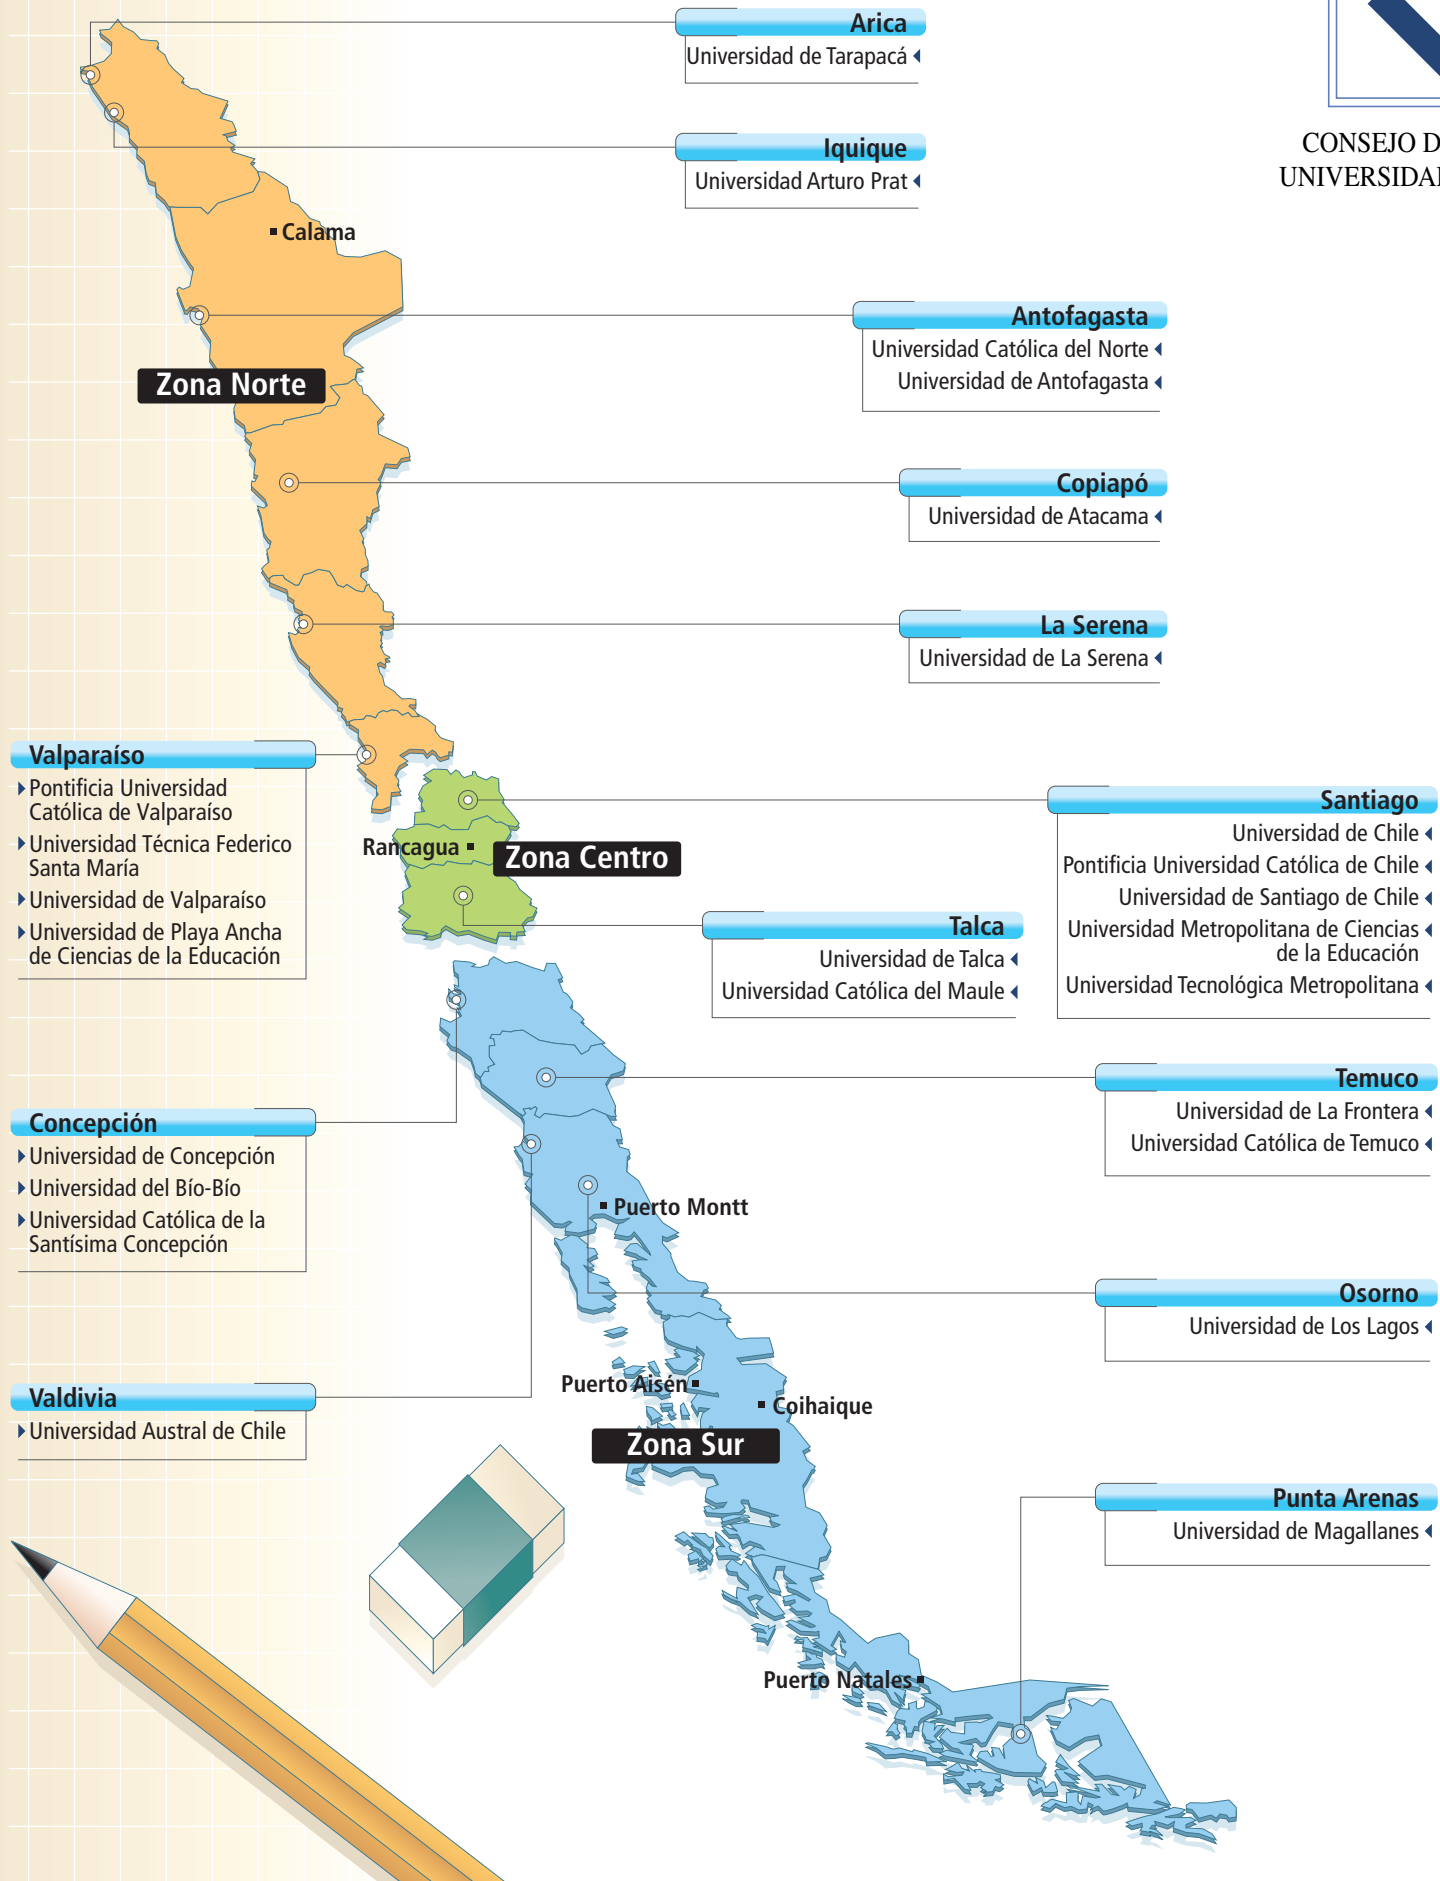 Arica
Universidad de Tarapacá
CONSEJO D
UNIVERSIDA
Iquique
Universidad Arturo Prat
Calama
Antofagasta
Universidad Católica del Norte
Universidad de Antofagasta
Zona Norte
Copiapó
Universidad de Atacama
La Serena
Universidad de La Serena
Valparaíso
Pontificia Universidad
Católica de Valparaíso
Universidad Técnica Federico
Santa María
Universidad de Valparaíso
Universidad de Playa Ancha
de Ciencias de la Educación
Santiago
Universidad de Chile
Pontificia Universidad Católica de Chile
Universidad de Santiago de Chile
Universidad Metropolitana de Ciencias
de la Educación
Universidad Tecnológica Metropolitana
Rancagua
Zona Centro
Talca
Universidad de Talca
Universidad Católica del Maule
Temuco
Universidad de La Frontera
Universidad Católica de Temuco
Concepción
Universidad de Concepción
Universidad del Bío-Bío
Universidad Católica de la
Santísima Concepción
Puerto Montt
Osorno
Universidad de Los Lagos
Valdivia
Universidad Austral de Chile
Puerto Aisén
Coihaique
Zona Sur
Punta Arenas
Universidad de Magallanes
Puerto Natales